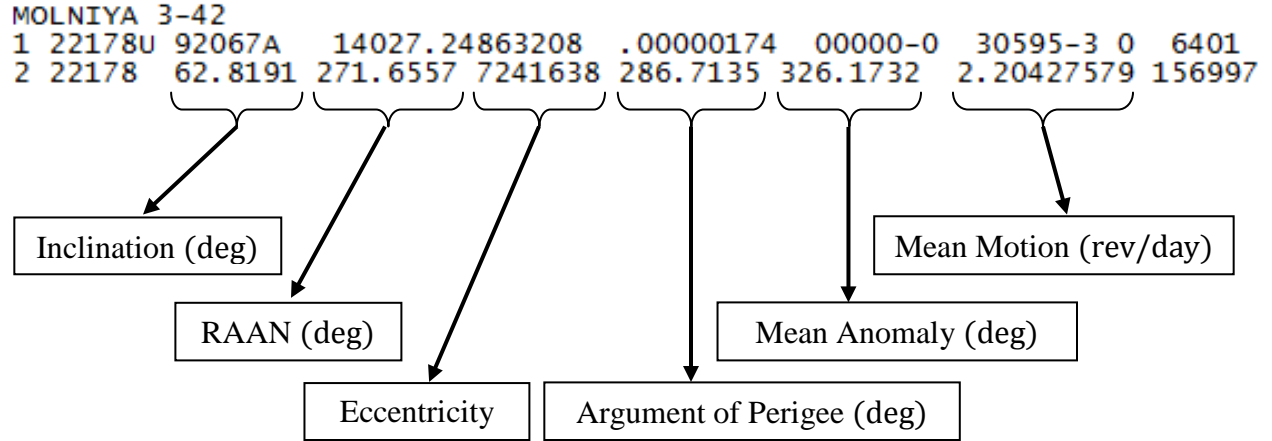 MOLNIYA 3-42
1 22178U 92067A 14027.24863208 .00000174 00000-0 30595-3 0 6401
2 22178 62.8191 271.6557 7241638 286.7135 326.1732 2.20427579 156997
Inclination (deg)
Mean Motion (rev/day)
RAAN (deg)
Mean Anomaly (deg)
Eccentricity
Argument of Perigee (deg)